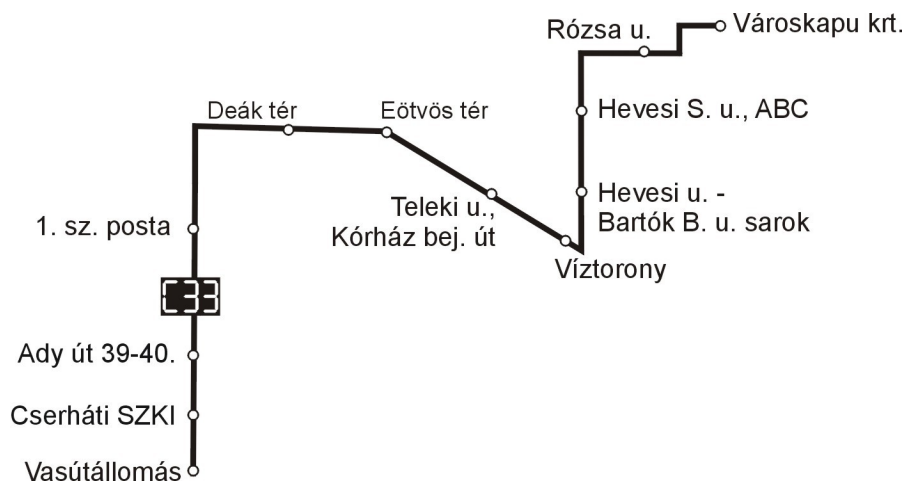 Városkapu krt.
Rózsa u.
Hevesi S. u., ABC
Deák tér
Eötvös tér
Hevesi u. -
Bartók B. u. sarok
Teleki u.,
Kórház bej. út
Víztorony
1. sz. posta
C33
Ady út 39-40.
Cserháti SZKI
Vasútállomás